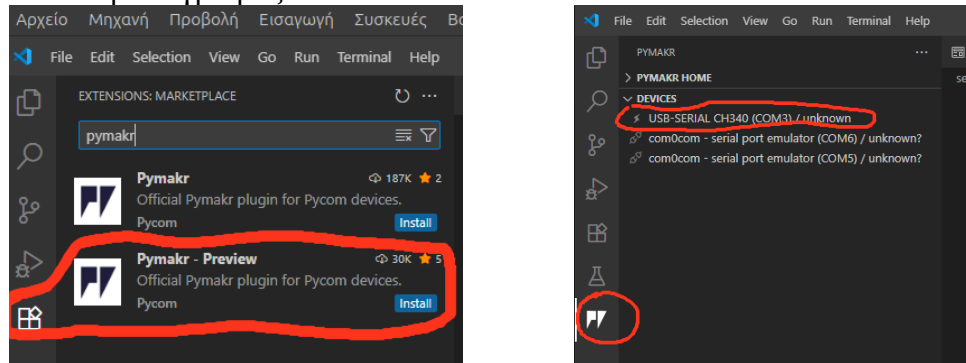 Αρχείο Μηχανή Προβολή Εισαγωγή Συσκευές
File Edit Selection View Go Run Terminal Help
EXTENSIONS: MARKETPLACE
pymakr
Pymakr 187K 2
Official Pymakr plugin for Pycom devices.
Pycom Install
Pymakr - Preview 30K 5
Official Pymakr plugin for Pycom devices.
Pycom Install
File Edit Selection View Go Run Terminal Help
PYMAKR ...
PYMAKR HOME
DEVICES
USB-SERIAL CH340 (COM3) / unknown
com0com - serial port emulator (COM6) / unknown?
com0com - serial port emulator (COM5) / unknown?